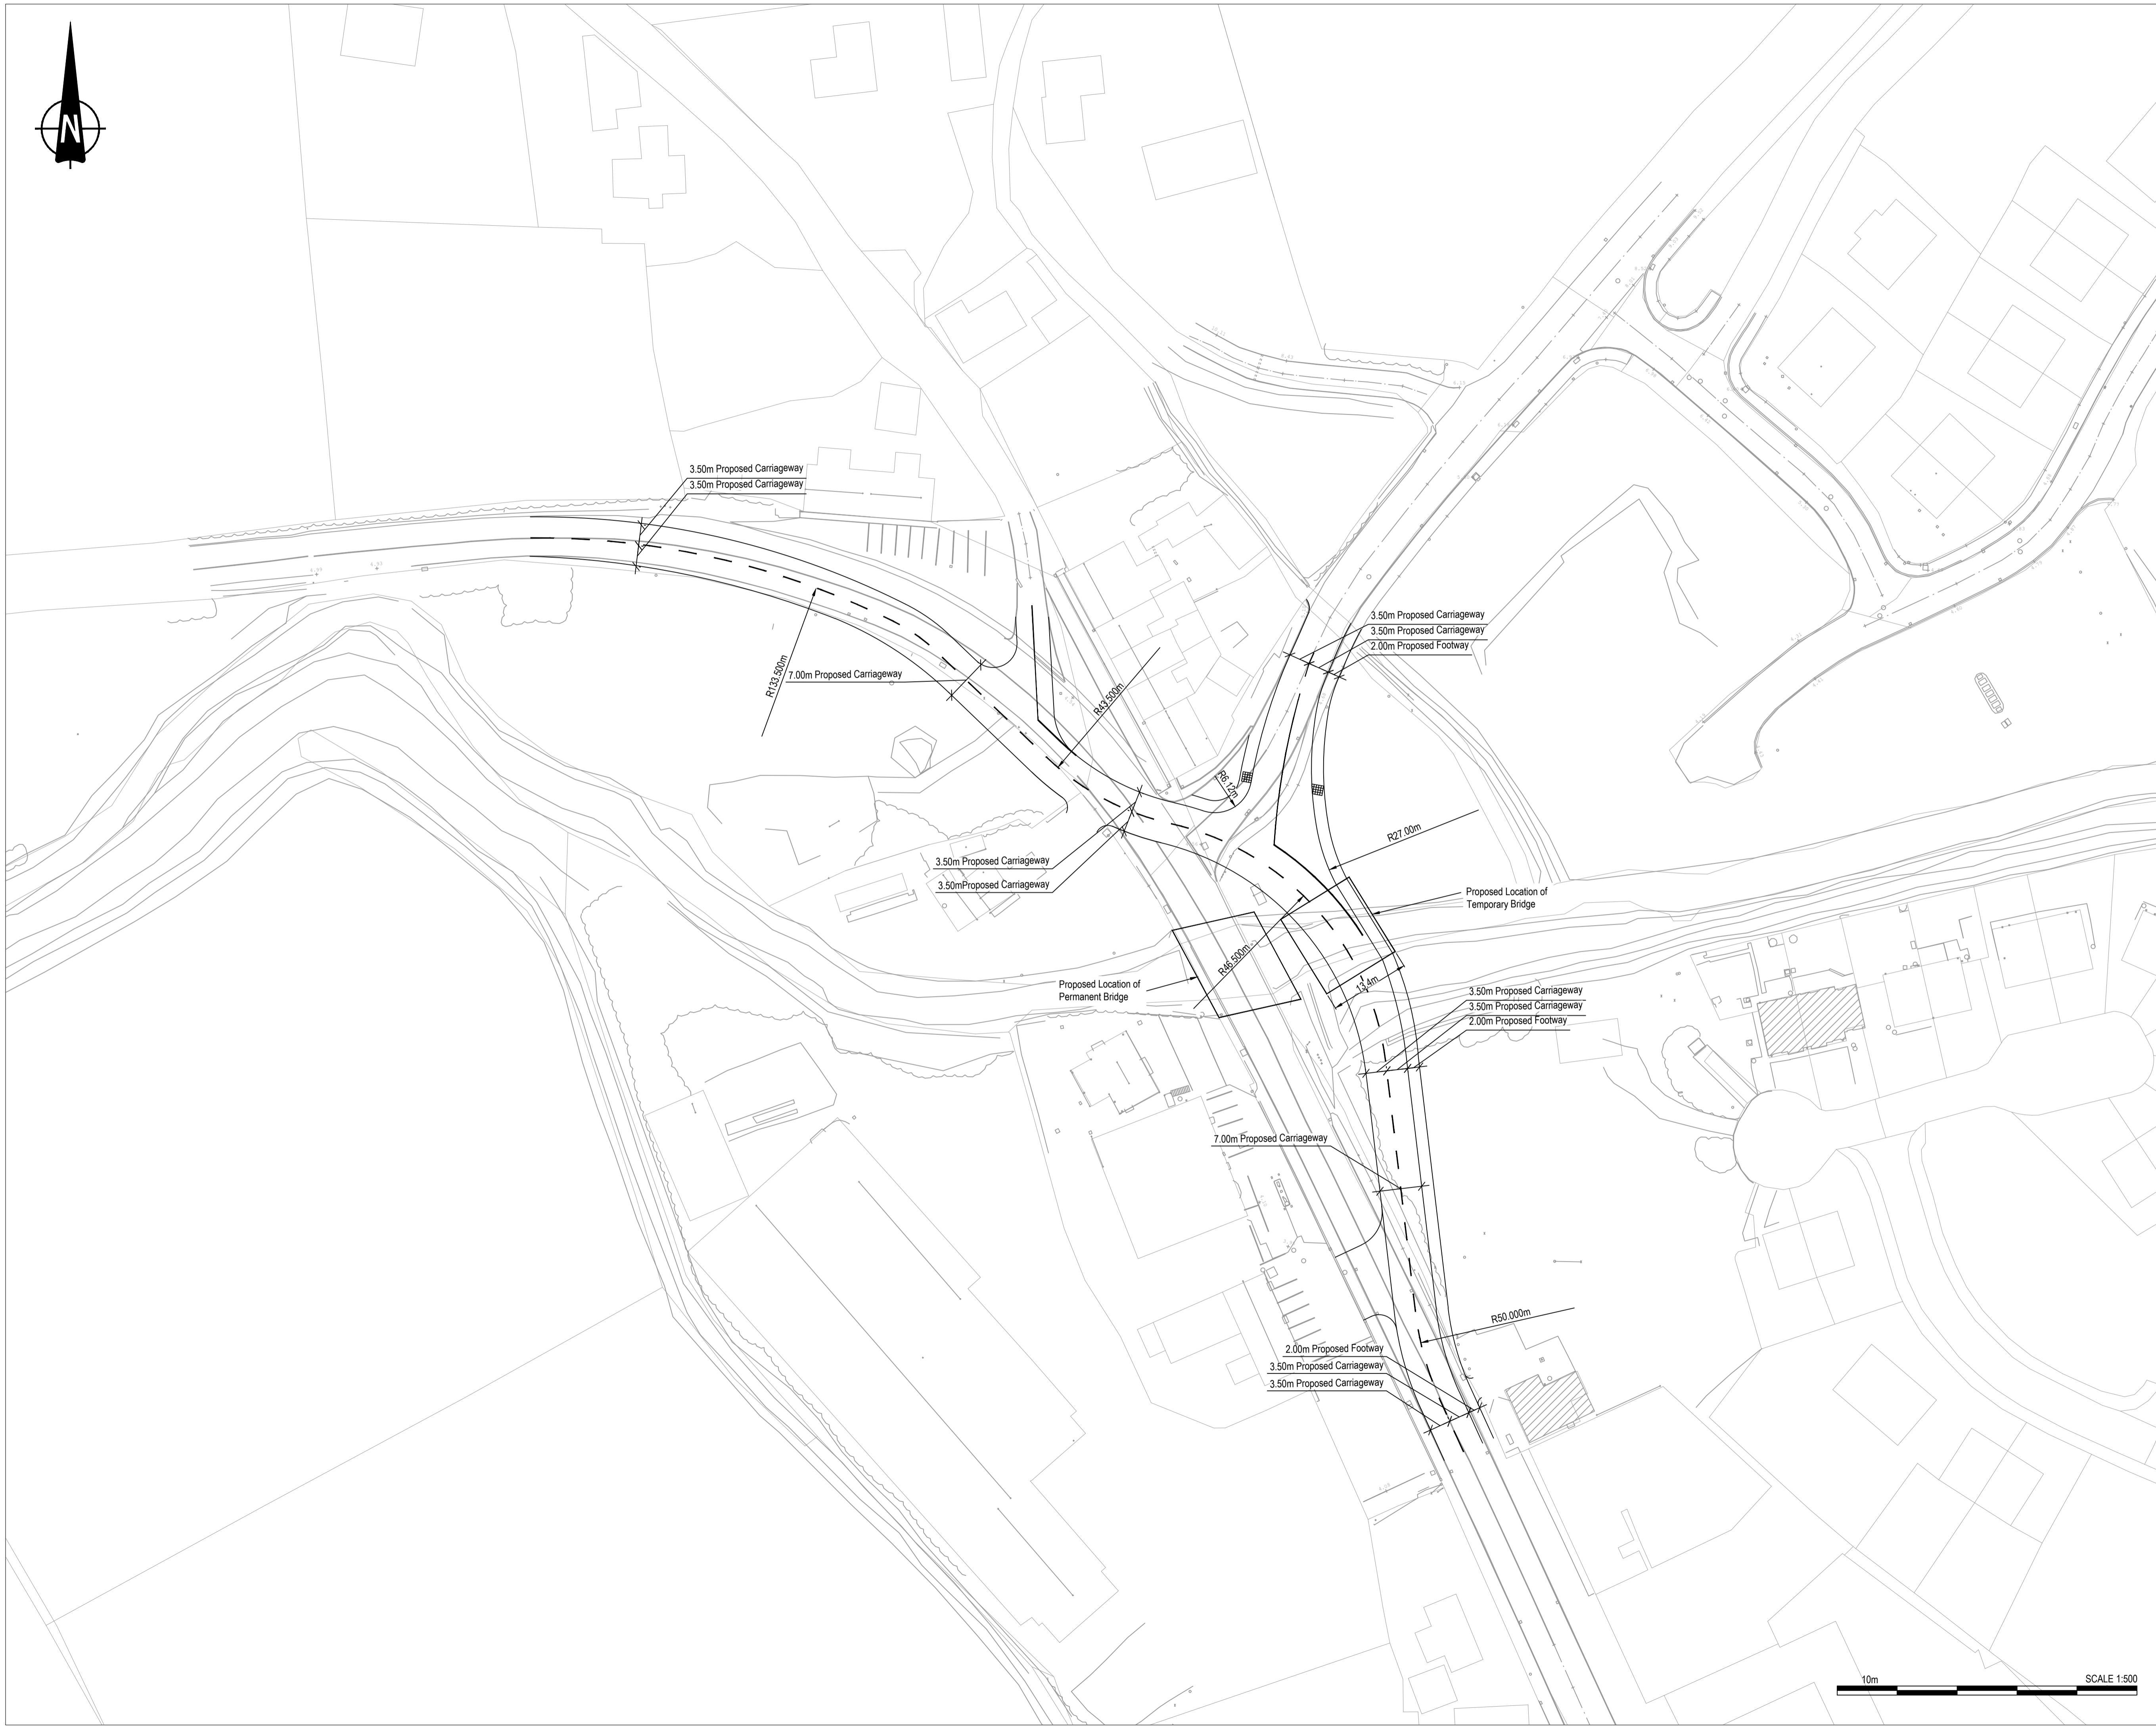 N
3.50m Proposed Carriageway
3.50m Proposed Carriageway
3.50m Proposed Carriageway
3.50m Proposed Carriageway
2.00m Proposed Footway
R133.500m
7.00m Proposed Carriageway
R43.500m
R6.12m
R27.00m
3.50m Proposed Carriageway
3.50mProposed Carriageway
Proposed Location of
Temporary Bridge
R46.500m
Proposed Location of
Permanent Bridge
13.4m
3.50m Proposed Carriageway
3.50m Proposed Carriageway
2.00m Proposed Footway
7.00m Proposed Carriageway
R50.000m
2.00m Proposed Footway
3.50m Proposed Carriageway
3.50m Proposed Carriageway
10m
SCALE 1:500